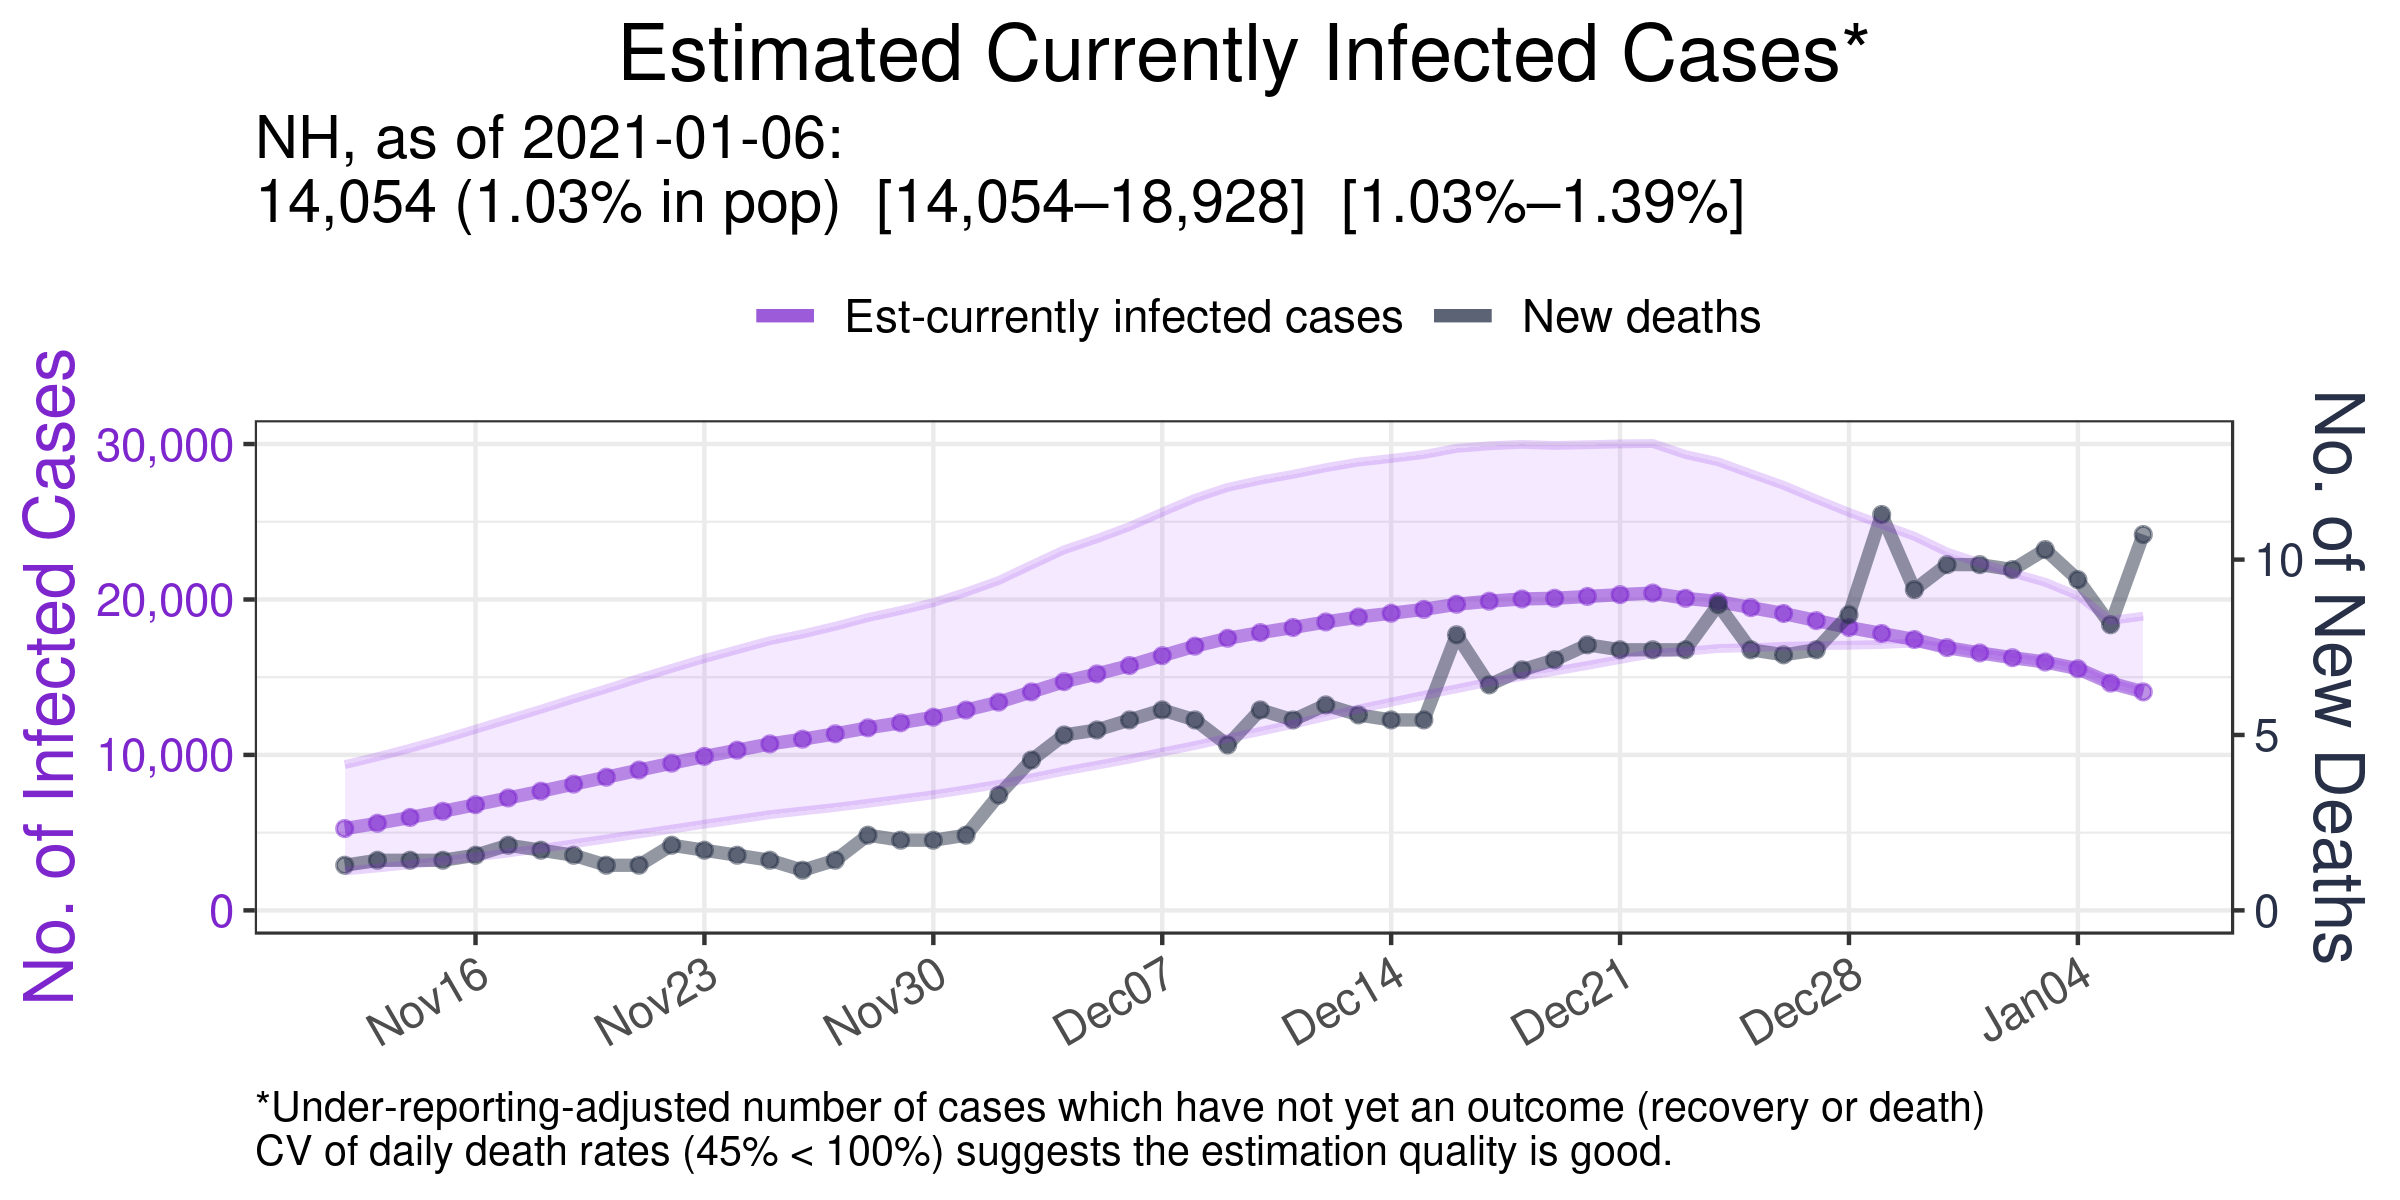 Estimated Currently Infected Cases*
NH, as of 2021-01-06:
14,054 (1.03% in pop)  [14,054–18,928]  [1.03%–1.39%]
Est-currently infected cases
New deaths
No. of Infected Cases
30,000
20,000
10,000
0
No. of New Deaths
10
5
0
Nov16
Nov23
Nov30
Dec07
Dec14
Dec21
Dec28
Jan04
*Under-reporting-adjusted number of cases which have not yet an outcome (recovery or death)
CV of daily death rates (45% < 100%) suggests the estimation quality is good.